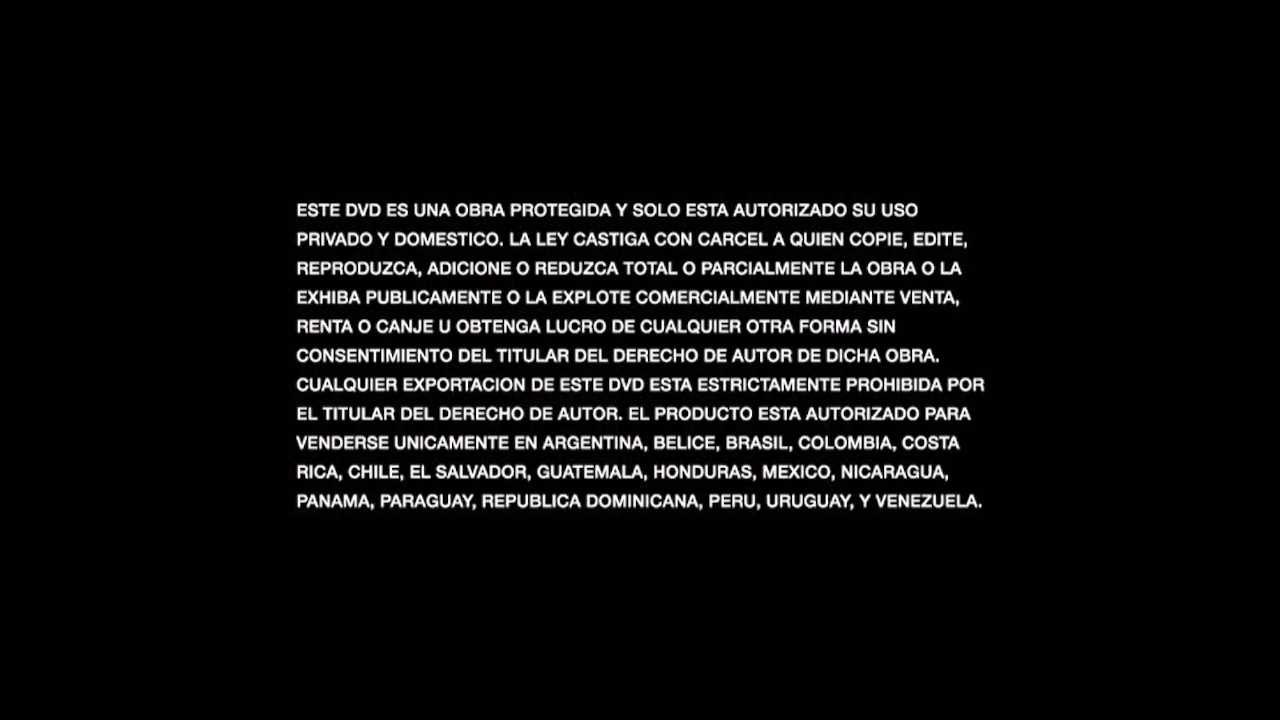 ESTE DVD ES UNA OBRA PROTEGIDA Y SOLO ESTA AUTORIZADO SU USO
PRIVADO Y DOMESTICO. LA LEY CASTIGA CON CARCEL A QUIEN COPIE, EDITE,
REPRODUZCA, ADICIONE O REDUZCA TOTAL O PARCIALMENTE LA OBRA O LA
EXHIBA PUBLICAMENTE O LA EXPLOTE COMERCIALMENTE MEDIANTE VENTA,
RENTA O CANJE U OBTENGA LUCRO DE CUALQUIER OTRA FORMA SIN
CONSENTIMIENTO DEL TITULAR DEL DERECHO DE AUTOR DE DICHA OBRA.
CUALQUIER EXPORTACION DE ESTE DVD ESTA ESTRICTAMENTE PROHIBIDA POR
EL TITULAR DEL DERECHO DE AUTOR. EL PRODUCTO ESTA AUTORIZADO PARA
VENDERSE UNICAMENTE EN ARGENTINA, BELICE, BRASIL, COLOMBIA, COSTA
RICA, CHILE, EL SALVADOR, GUATEMALA, HONDURAS, MEXICO, NICARAGUA,
PANAMA, PARAGUAY, REPUBLICA DOMINICANA, PERU, URUGUAY, Y VENEZUELA.